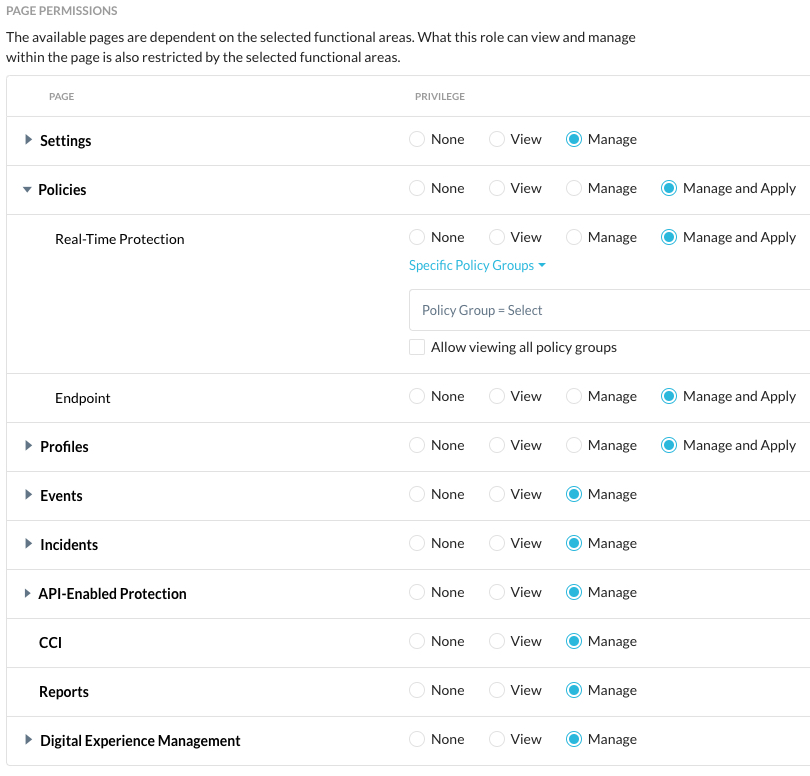 PAGE PERMISSIONS
The available pages are dependent on the selected functional areas. What this role can view and manage
within the page is also restricted by the selected functional areas.
PAGE PRIVILEGE
Settings None View Manage
Policies None View Manage Manage and Apply
Real-Time Protection None View Manage Manage and Apply
Specific Policy Groups
Policy Group = Select
Allow viewing all policy groups
Endpoint None View Manage Manage and Apply
Profiles None View Manage Manage and Apply
Events None View Manage
Incidents None View Manage
API-Enabled Protection None View Manage
CCI None View Manage
Reports None View Manage
Digital Experience Management None View Manage